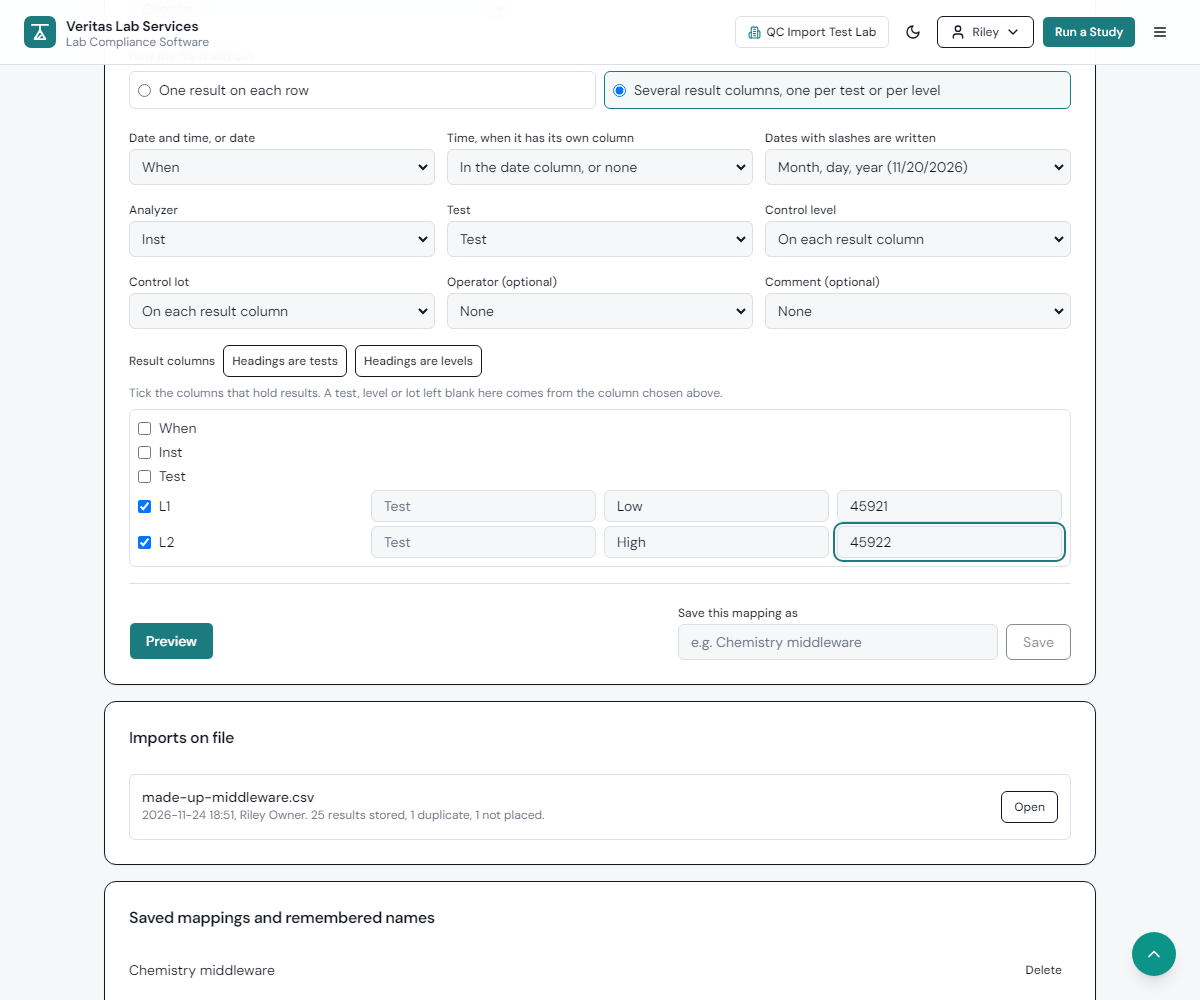 Veritas Lab Services
Lab Compliance Software
QC Import Test Lab
Riley
Run a Study
One result on each row
Several result columns, one per test or per level
Date and time, or date
Time, when it has its own column
Dates with slashes are written
When
In the date column, or none
Month, day, year (11/20/2026)
Analyzer
Test
Control level
Inst
Test
On each result column
Control lot
Operator (optional)
Comment (optional)
On each result column
None
None
Result columns
Headings are tests
Headings are levels
Tick the columns that hold results. A test, level or lot left blank here comes from the column chosen above.
When
Inst
Test
L1
Test
Low
45921
L2
Test
High
45922
Save this mapping as
Preview
e.g. Chemistry middleware
Save
Imports on file
made-up-middleware.csv
2026-11-24 18:51, Riley Owner. 25 results stored, 1 duplicate, 1 not placed.
Open
Saved mappings and remembered names
Chemistry middleware
Delete